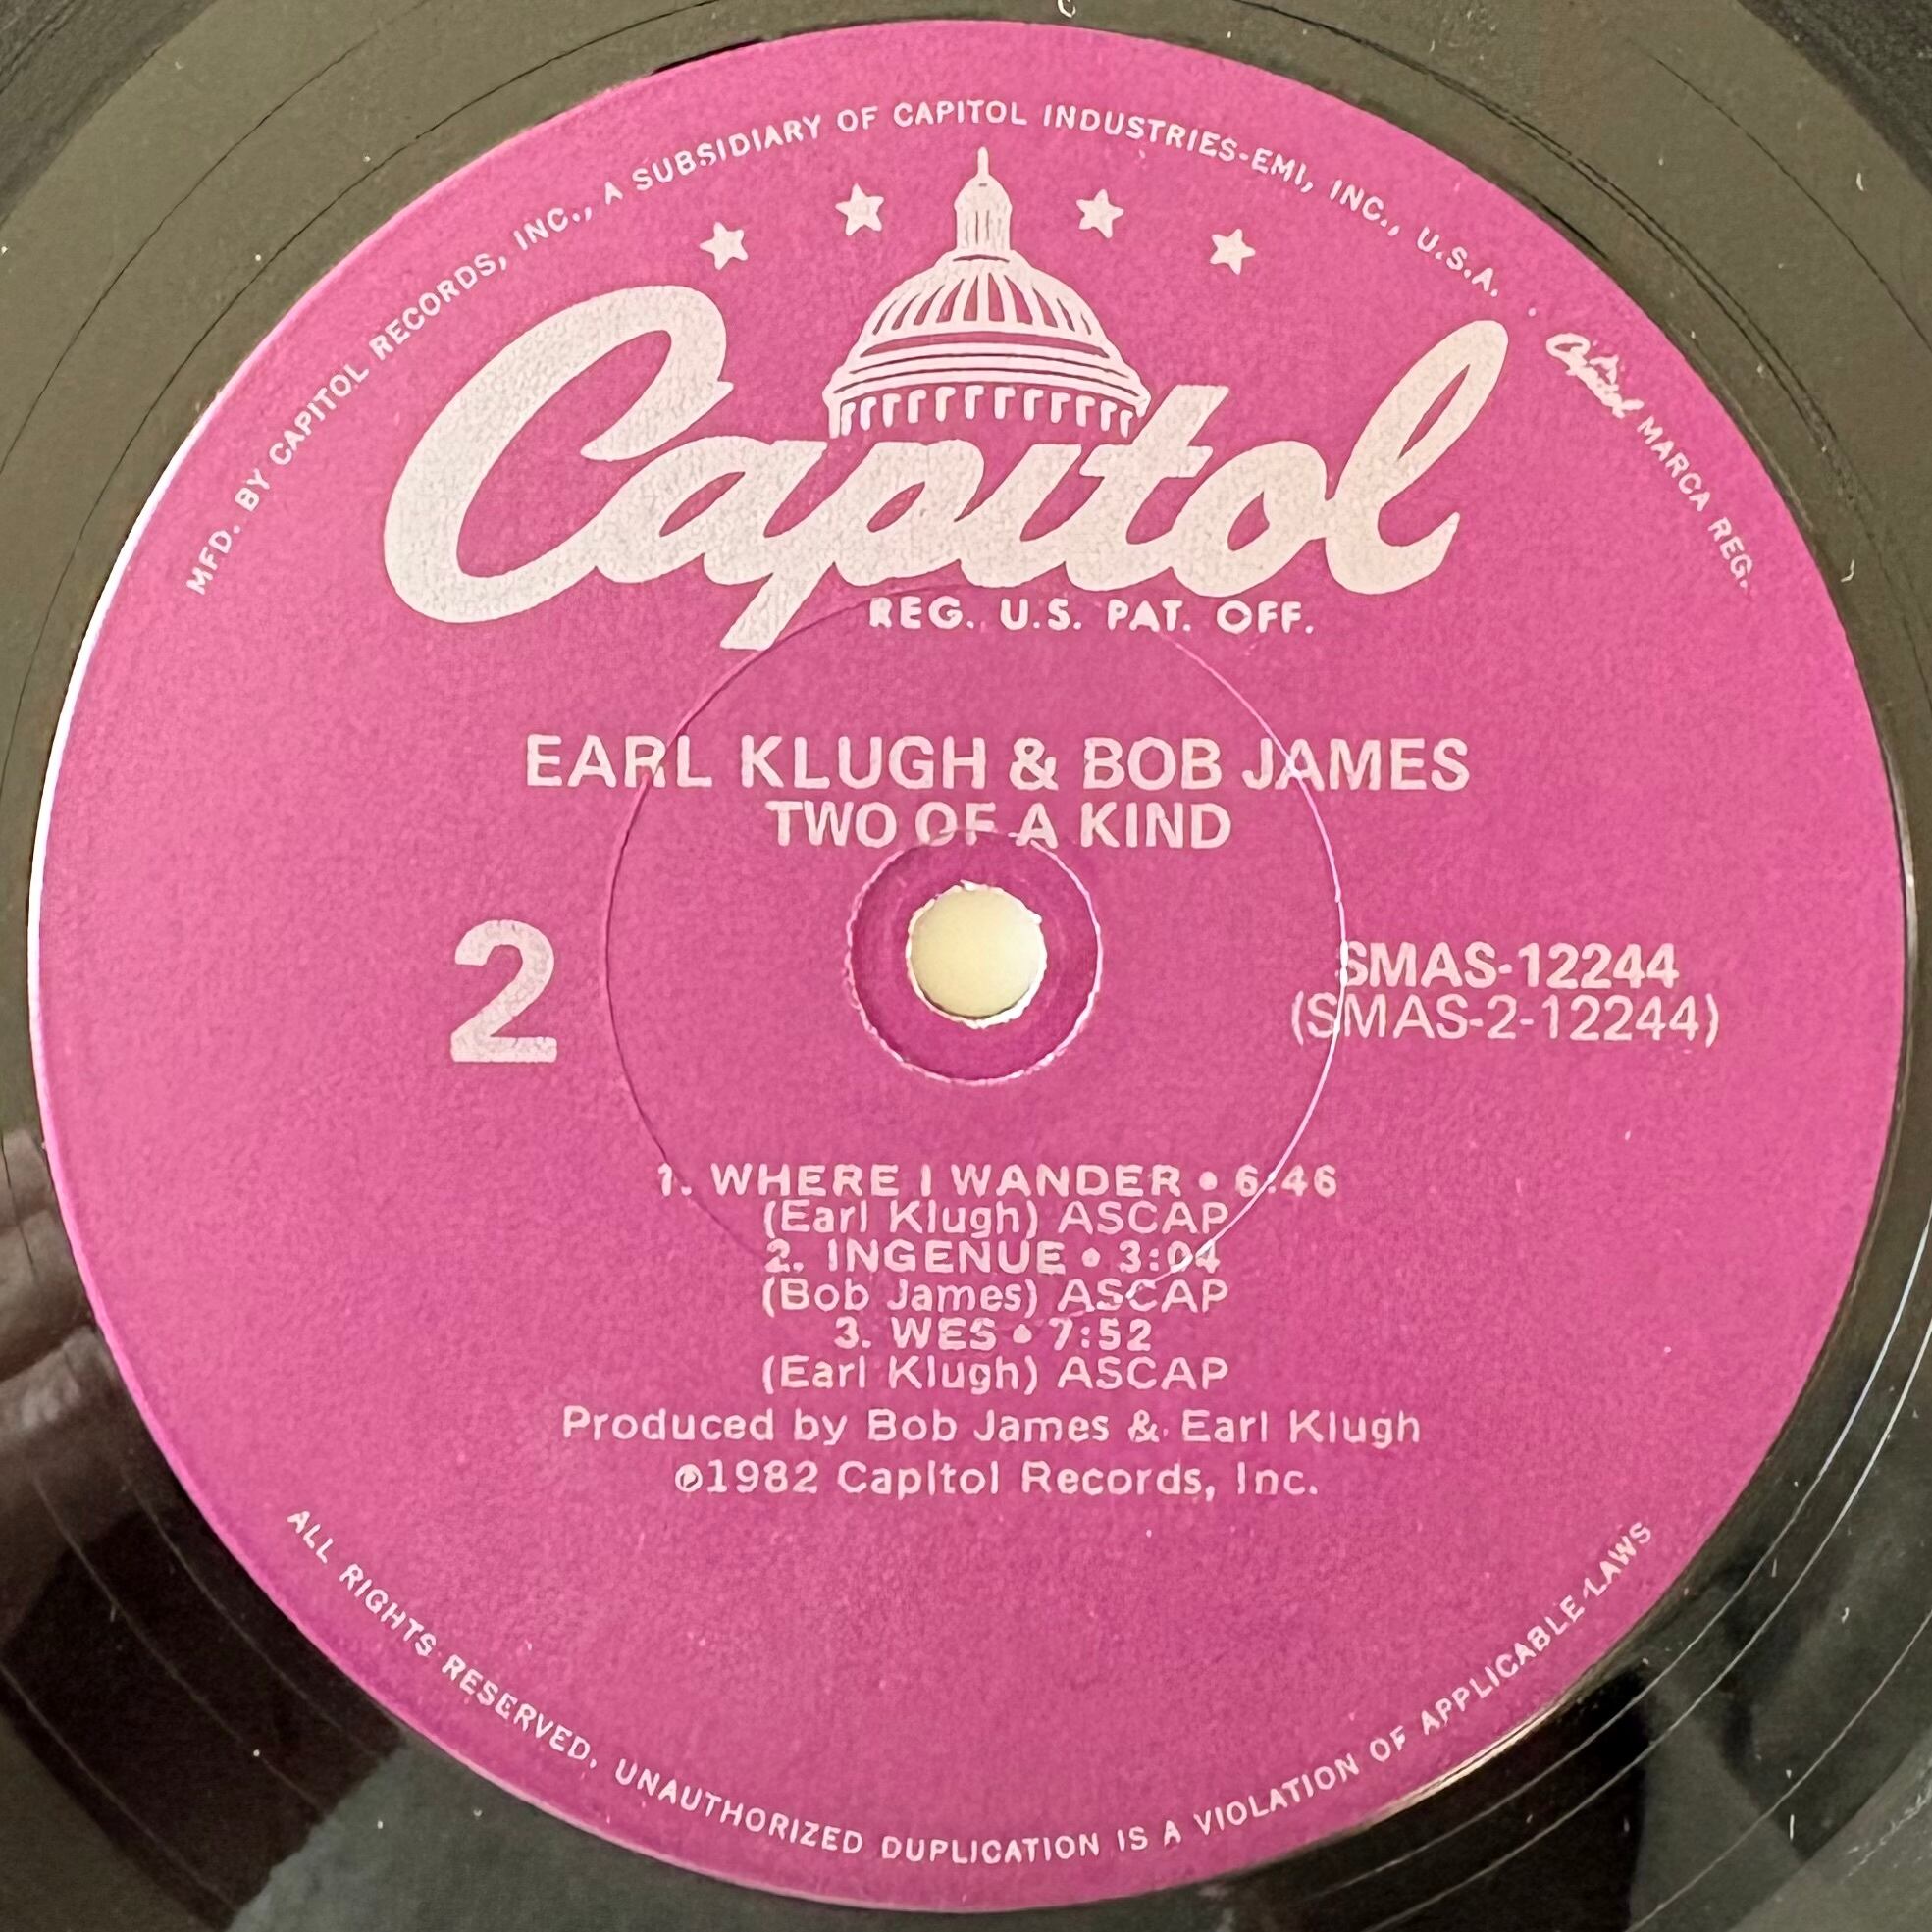 MFD. BY CAPITOL RECORDS, INC., A SUBSIDIARY OF CAPITOL INDUSTRIES-EMI, INC., U.S.A. · Capitol MARCA REG.
Capitol
REG. U.S. PAT. OFF.
EARL KLUGH & BOB JAMES
TWO OF A KIND
2
SMAS-12244
(SMAS-2-12244)
1. WHERE I WANDER • 6:46
(Earl Klugh) ASCAP
2. INGENUE • 3:04
(Bob James) ASCAP
3. WES • 7:52
(Earl Klugh) ASCAP
Produced by Bob James & Earl Klugh
℗1982 Capitol Records, Inc.
ALL RIGHTS RESERVED. UNAUTHORIZED DUPLICATION IS A VIOLATION OF APPLICABLE LAWS